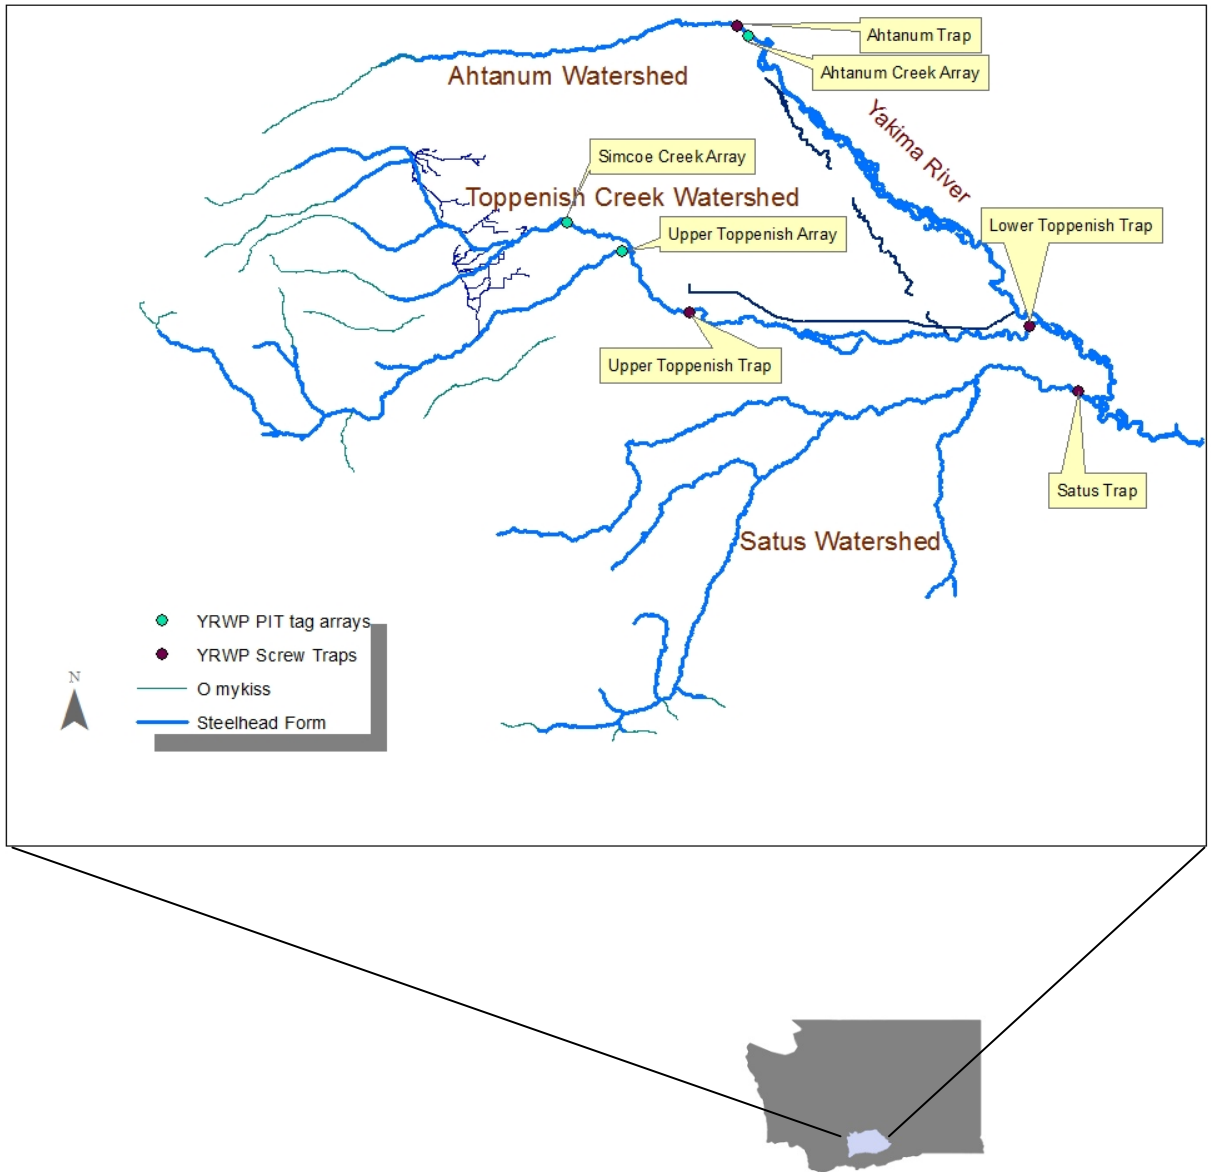 Ahtanum Trap
Ahtanum Watershed
Ahtanum Creek Array
Yakima River
Simcoe Creek Array
Toppenish Creek Watershed
Upper Toppenish Array
Lower Toppenish Trap
Upper Toppenish Trap
Satus Trap
Satus Watershed
YRWP PIT tag arrays
YRWP Screw Traps
N
O mykiss
Steelhead Form